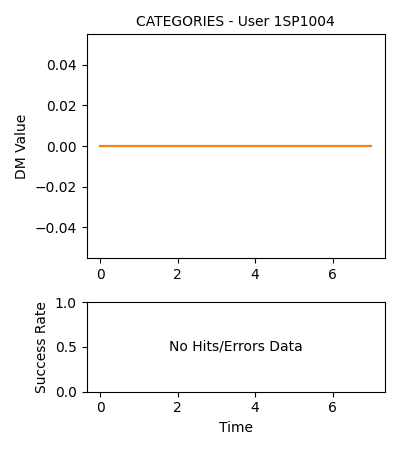 CATEGORIES - User 1SP1004
DM Value
0.04
0.02
0.00
−0.02
−0.04
0 2 4 6
Success Rate
1.0
0.5
0.0
No Hits/Errors Data
0 2 4 6
Time